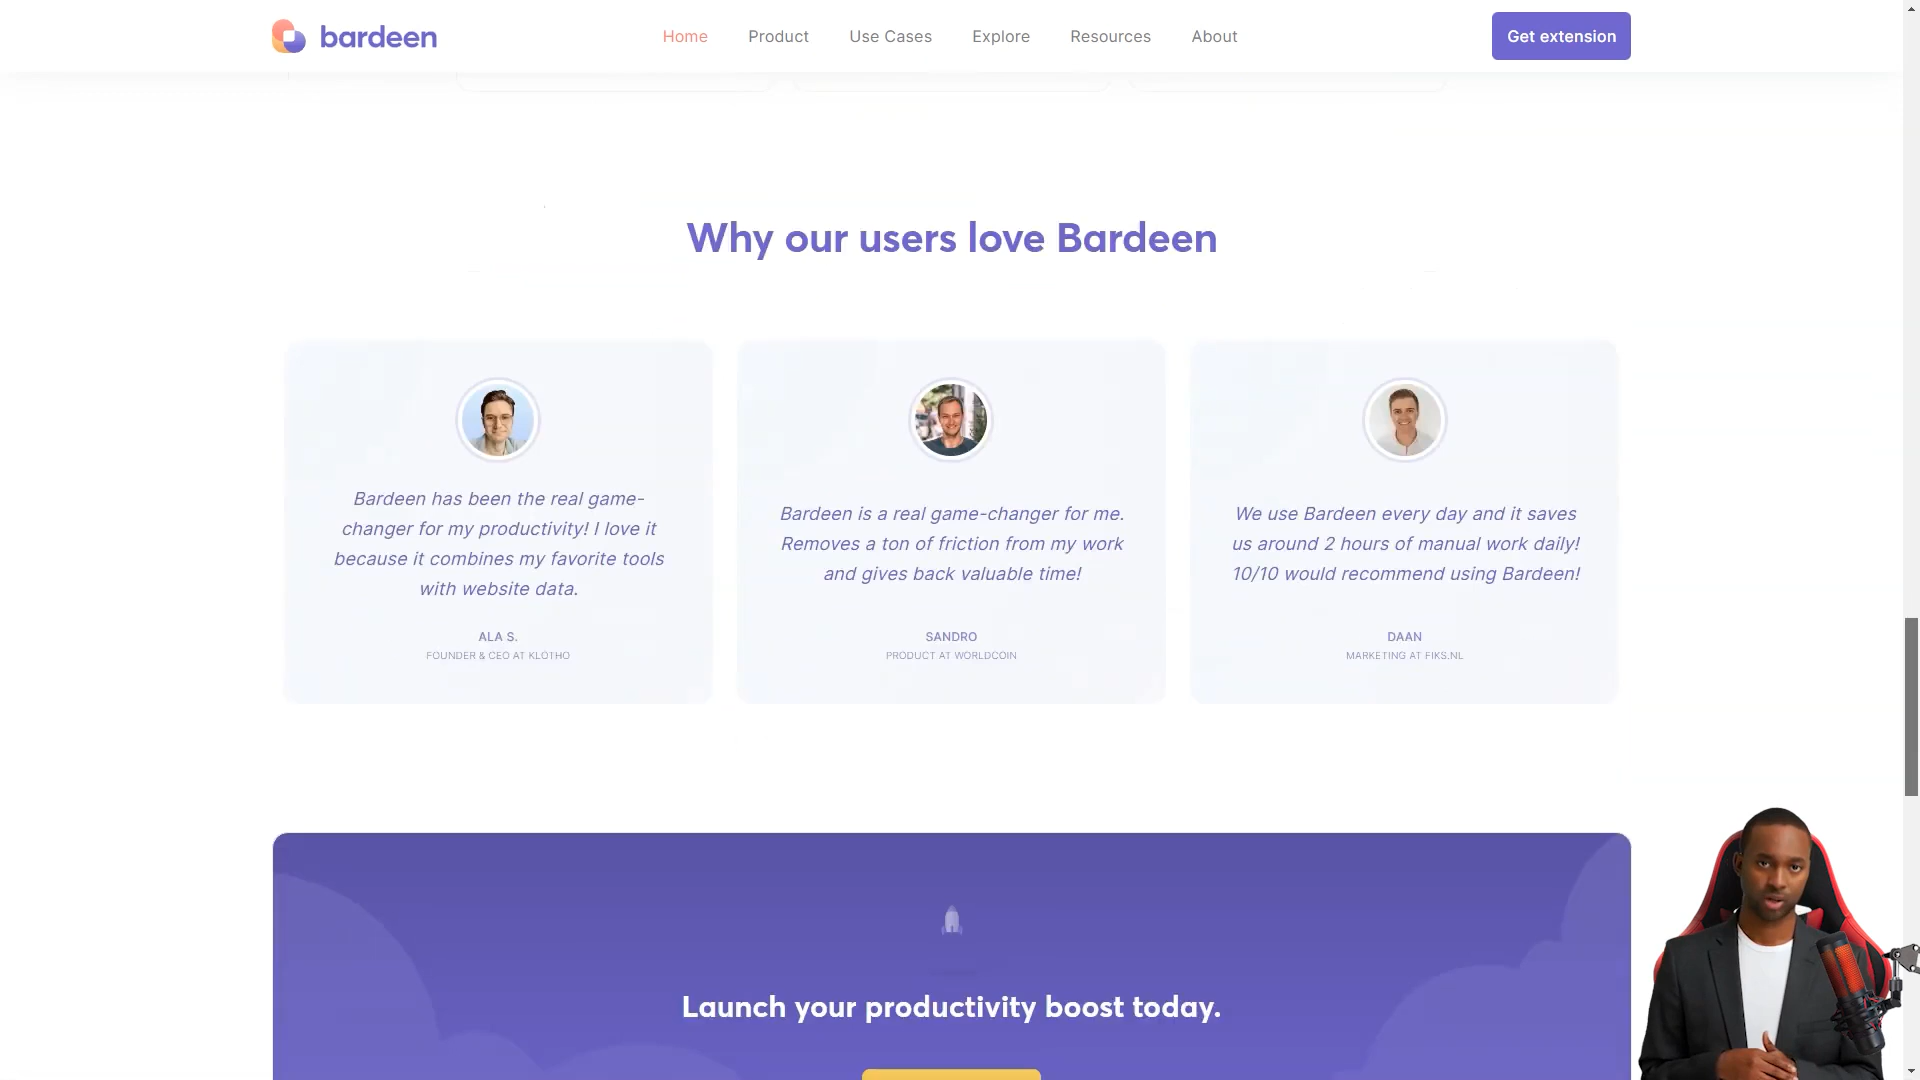 bardeen
Home
Product
Use Cases
Explore
Resources
About
Get extension
Why our users love Bardeen
Bardeen has been the real game-
changer for my productivity! I love it
because it combines my favorite tools
with website data.
ALA S.
FOUNDER & CEO AT KLOTHO
Bardeen is a real game-changer for me.
Removes a ton of friction from my work
and gives back valuable time!
SANDRO
PRODUCT AT WORLDCOIN
We use Bardeen every day and it saves
us around 2 hours of manual work daily!
10/10 would recommend using Bardeen!
DAAN
MARKETING AT FIKS.NL
Launch your productivity boost today.